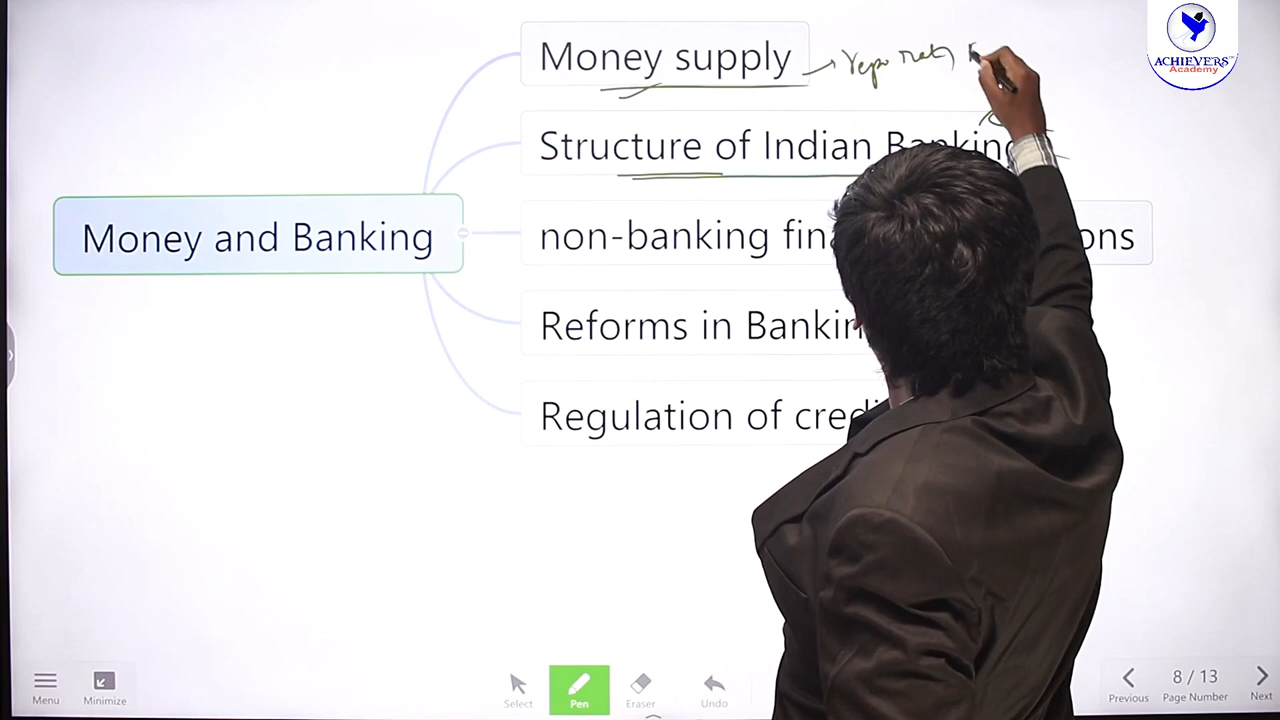 Money supply → repo rate,
ACHIEVERS
Academy
Structure of Indian Banking
Money and Banking
non-banking fin ons
Reforms in Bankin
Regulation of credi
Menu
Minimize
Select
Pen
Eraser
Undo
Previous
8 / 13
Page Number
Next